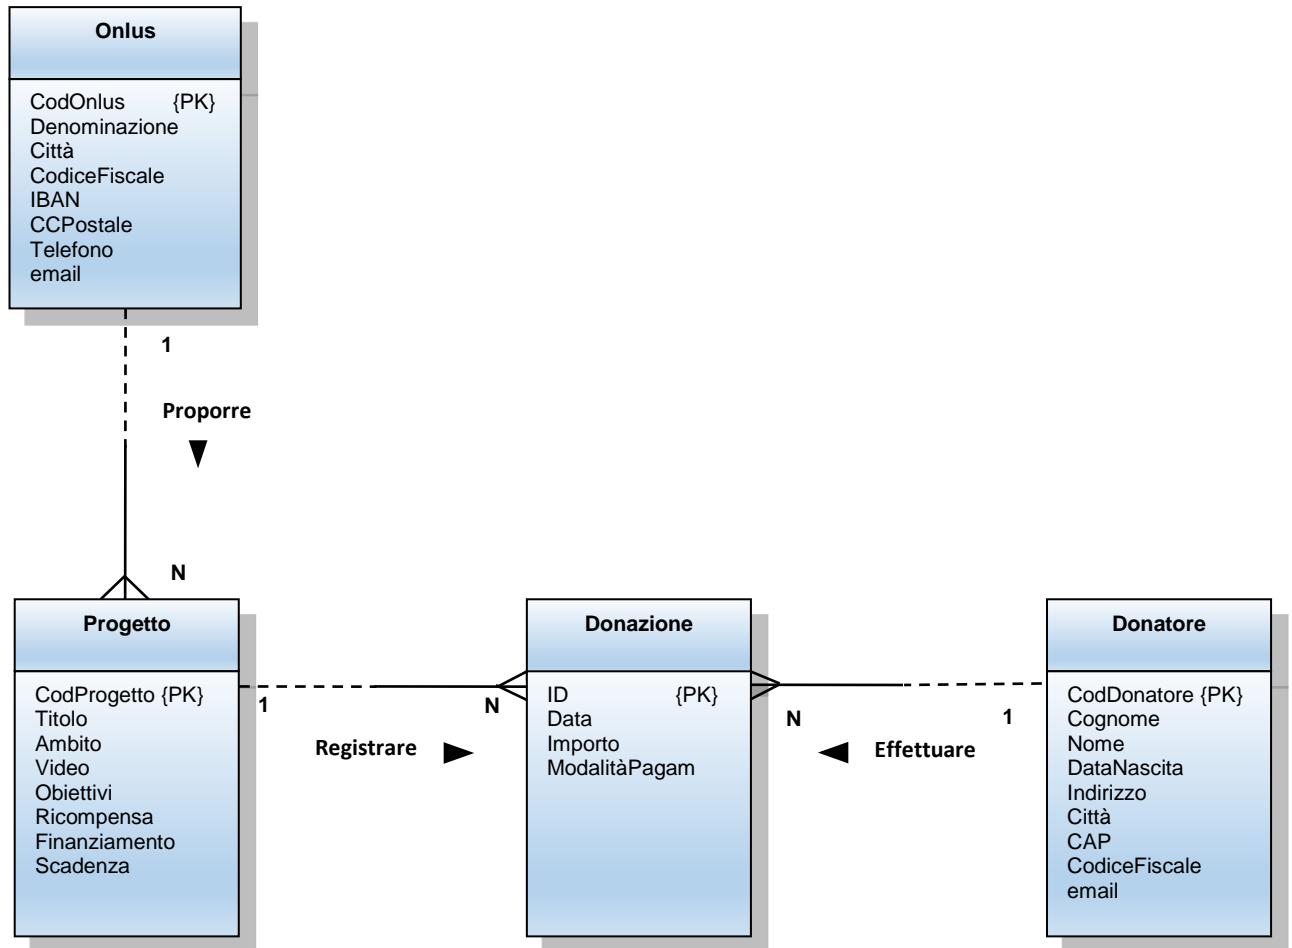 Onlus
CodOnlus {PK}
Denominazione
Città
CodiceFiscale
IBAN
CCPostale
Telefono
email
1
Proporre
N
Progetto
CodProgetto {PK}
Titolo
Ambito
Video
Obiettivi
Ricompensa
Finanziamento
Scadenza
1
N
Registrare
Donazione
ID {PK}
Data
Importo
ModalitàPagam
N
1
Effettuare
Donatore
CodDonatore {PK}
Cognome
Nome
DataNascita
Indirizzo
Città
CAP
CodiceFiscale
email